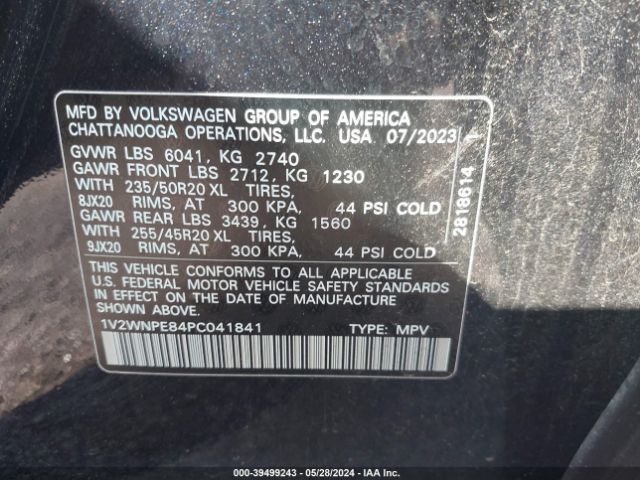 MFD BY VOLKSWAGEN GROUP OF AMERICA
CHATTANOOGA OPERATIONS, LLC. USA 07/2023
GVWR LBS 6041, KG 2740
GAWR FRONT LBS 2712, KG 1230
WITH 235/50R20 XL TIRES,
8JX20 RIMS, AT 300 KPA, 44 PSI COLD
GAWR REAR LBS 3439, KG 1560
WITH 255/45R20 XL TIRES,
9JX20 RIMS, AT 300 KPA, 44 PSI COLD
THIS VEHICLE CONFORMS TO ALL APPLICABLE
U.S. FEDERAL MOTOR VEHICLE SAFETY STANDARDS
IN EFFECT ON THE DATE OF MANUFACTURE
SHOWN ABOVE.
1V2WNPE84PC041841 TYPE: MPV
2818614
000-39499243 - 05/28/2024 - IAA Inc.